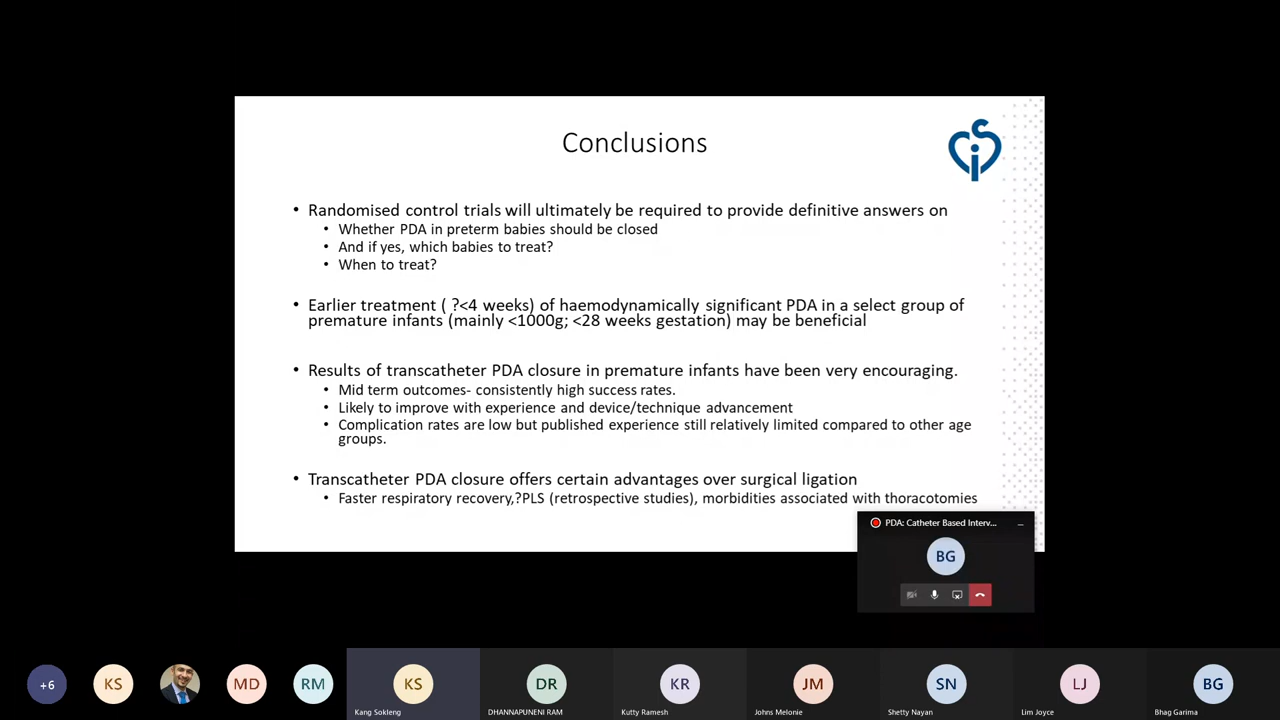 Conclusions
• Randomised control trials will ultimately be required to provide definitive answers on
• Whether PDA in preterm babies should be closed
• And if yes, which babies to treat?
• When to treat?
• Earlier treatment ( ?<4 weeks) of haemodynamically significant PDA in a select group of
premature infants (mainly <1000g; <28 weeks gestation) may be beneficial
• Results of transcatheter PDA closure in premature infants have been very encouraging.
• Mid term outcomes- consistently high success rates.
• Likely to improve with experience and device/technique advancement
• Complication rates are low but published experience still relatively limited compared to other age
groups.
• Transcatheter PDA closure offers certain advantages over surgical ligation
• Faster respiratory recovery,?PLS (retrospective studies), morbidities associated with thoracotomies
PDA: Catheter Based Interv...
BG
+6
KS
MD
RM
KS
DR
KR
JM
SN
LJ
BG
Kang Sokleng
DHANNAPUNENI RAM
Kutty Ramesh
Johns Melonie
Shetty Nayan
Lim Joyce
Bhag Garima